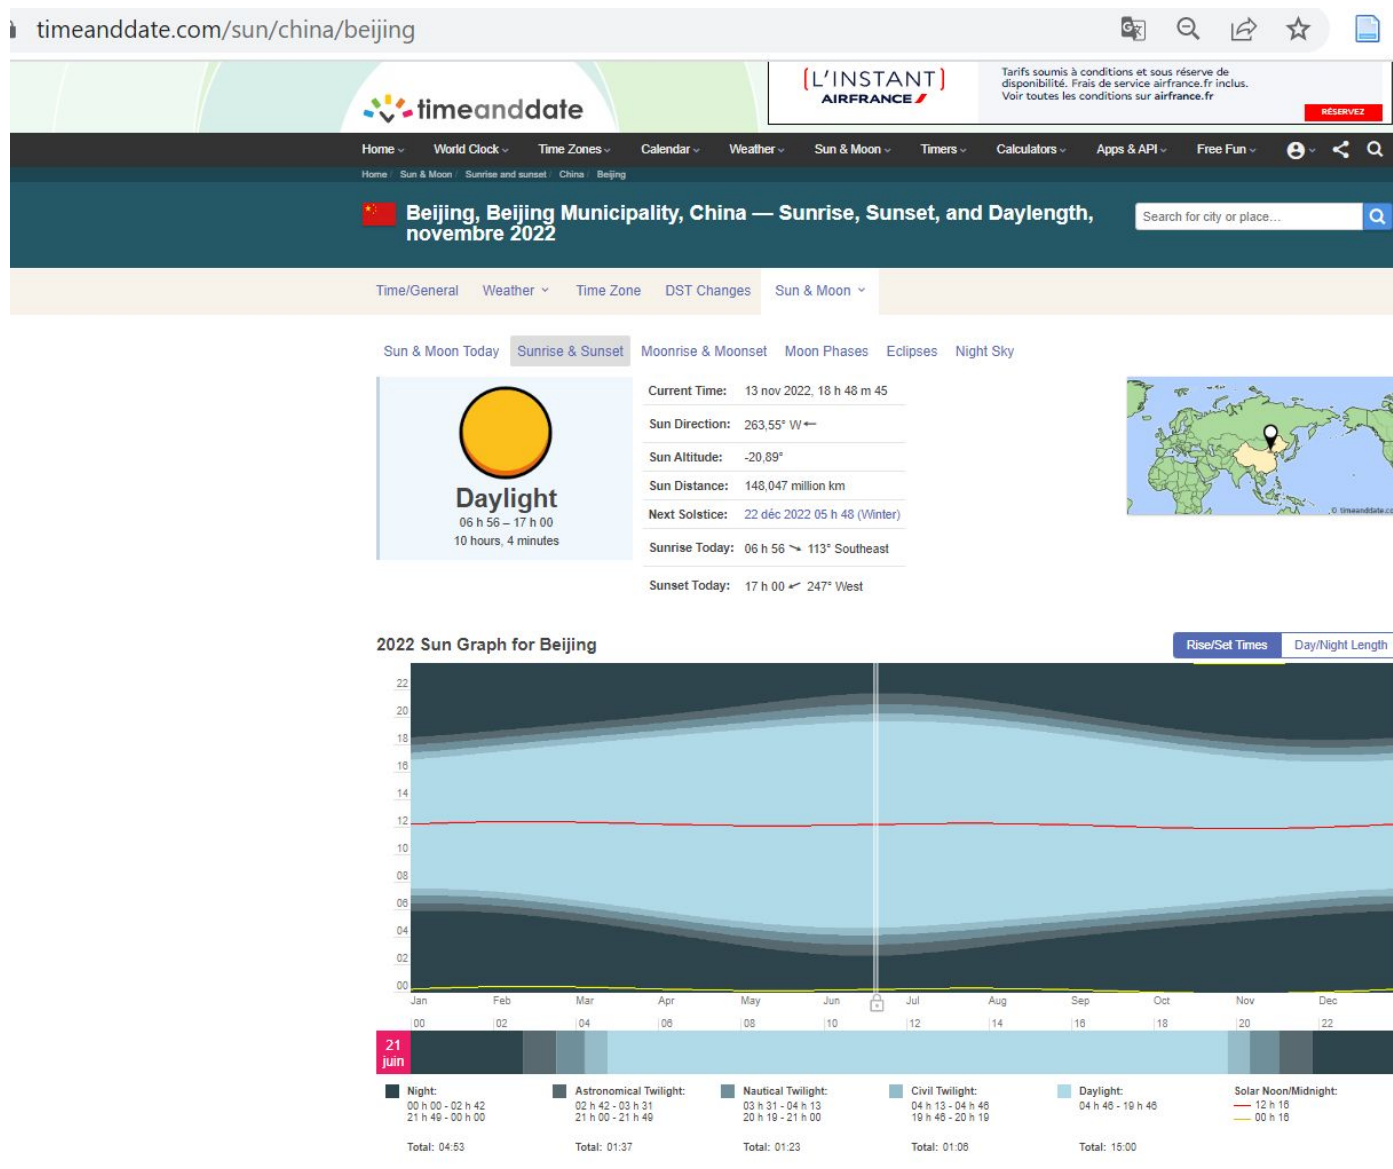 timeanddate.com/sun/china/beijing
timeanddate
(L'INSTANT)
AIRFRANCE
Tarifs soumis à conditions et sous réserve de
disponibilité. Frais de service airfrance.fr inclus.
Voir toutes les conditions sur airfrance.fr
RÉSERVEZ
Home World Clock Time Zones Calendar Weather Sun & Moon Timers Calculators Apps & API Free Fun
Home / Sun & Moon / Sunrise and sunset / China / Beijing
Beijing, Beijing Municipality, China — Sunrise, Sunset, and Daylength,
novembre 2022
Search for city or place...
Time/General Weather Time Zone DST Changes Sun & Moon
Sun & Moon Today Sunrise & Sunset Moonrise & Moonset Moon Phases Eclipses Night Sky
Daylight
06 h 56 – 17 h 00
10 hours, 4 minutes
Current Time: 13 nov 2022, 18 h 48 m 45
Sun Direction: 263,55° W
Sun Altitude: -20,89°
Sun Distance: 148,047 million km
Next Solstice: 22 déc 2022 05 h 48 (Winter)
Sunrise Today: 06 h 56 113° Southeast
Sunset Today: 17 h 00 247° West
© timeanddate.co
2022 Sun Graph for Beijing
Rise/Set Times Day/Night Length
22
20
18
16
14
12
10
08
06
04
02
00
Jan Feb Mar Apr May Jun Jul Aug Sep Oct Nov Dec
00 02 04 06 08 10 12 14 16 18 20 22
21
juin
Night:
00 h 00 - 02 h 42
21 h 49 - 00 h 00
Total: 04:53
Astronomical Twilight:
02 h 42 - 03 h 31
21 h 00 - 21 h 49
Total: 01:37
Nautical Twilight:
03 h 31 - 04 h 13
20 h 19 - 21 h 00
Total: 01:23
Civil Twilight:
04 h 13 - 04 h 46
19 h 46 - 20 h 19
Total: 01:06
Daylight:
04 h 46 - 19 h 46
Total: 15:00
Solar Noon/Midnight:
12 h 16
00 h 16